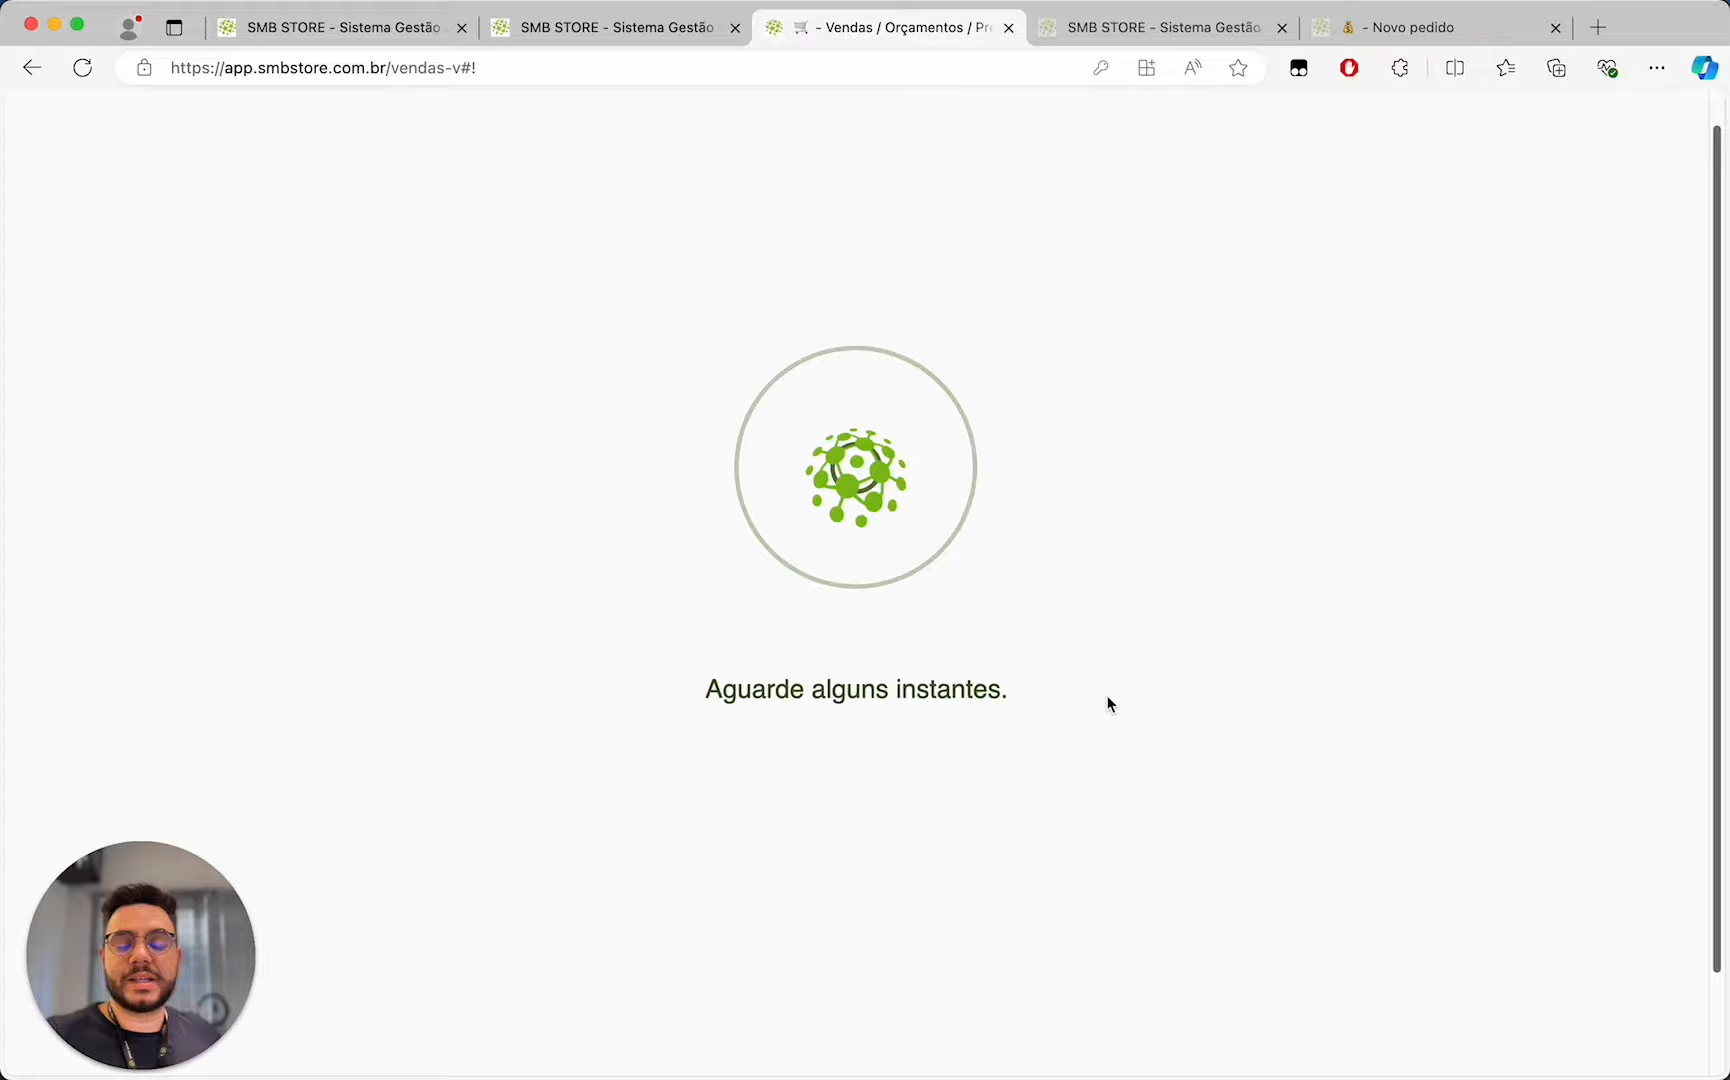 SMB STORE - Sistema Gestão
SMB STORE - Sistema Gestão
- Vendas / Orçamentos / Pr
SMB STORE - Sistema Gestão
- Novo pedido
https://app.smbstore.com.br/vendas-v#!
Aguarde alguns instantes.